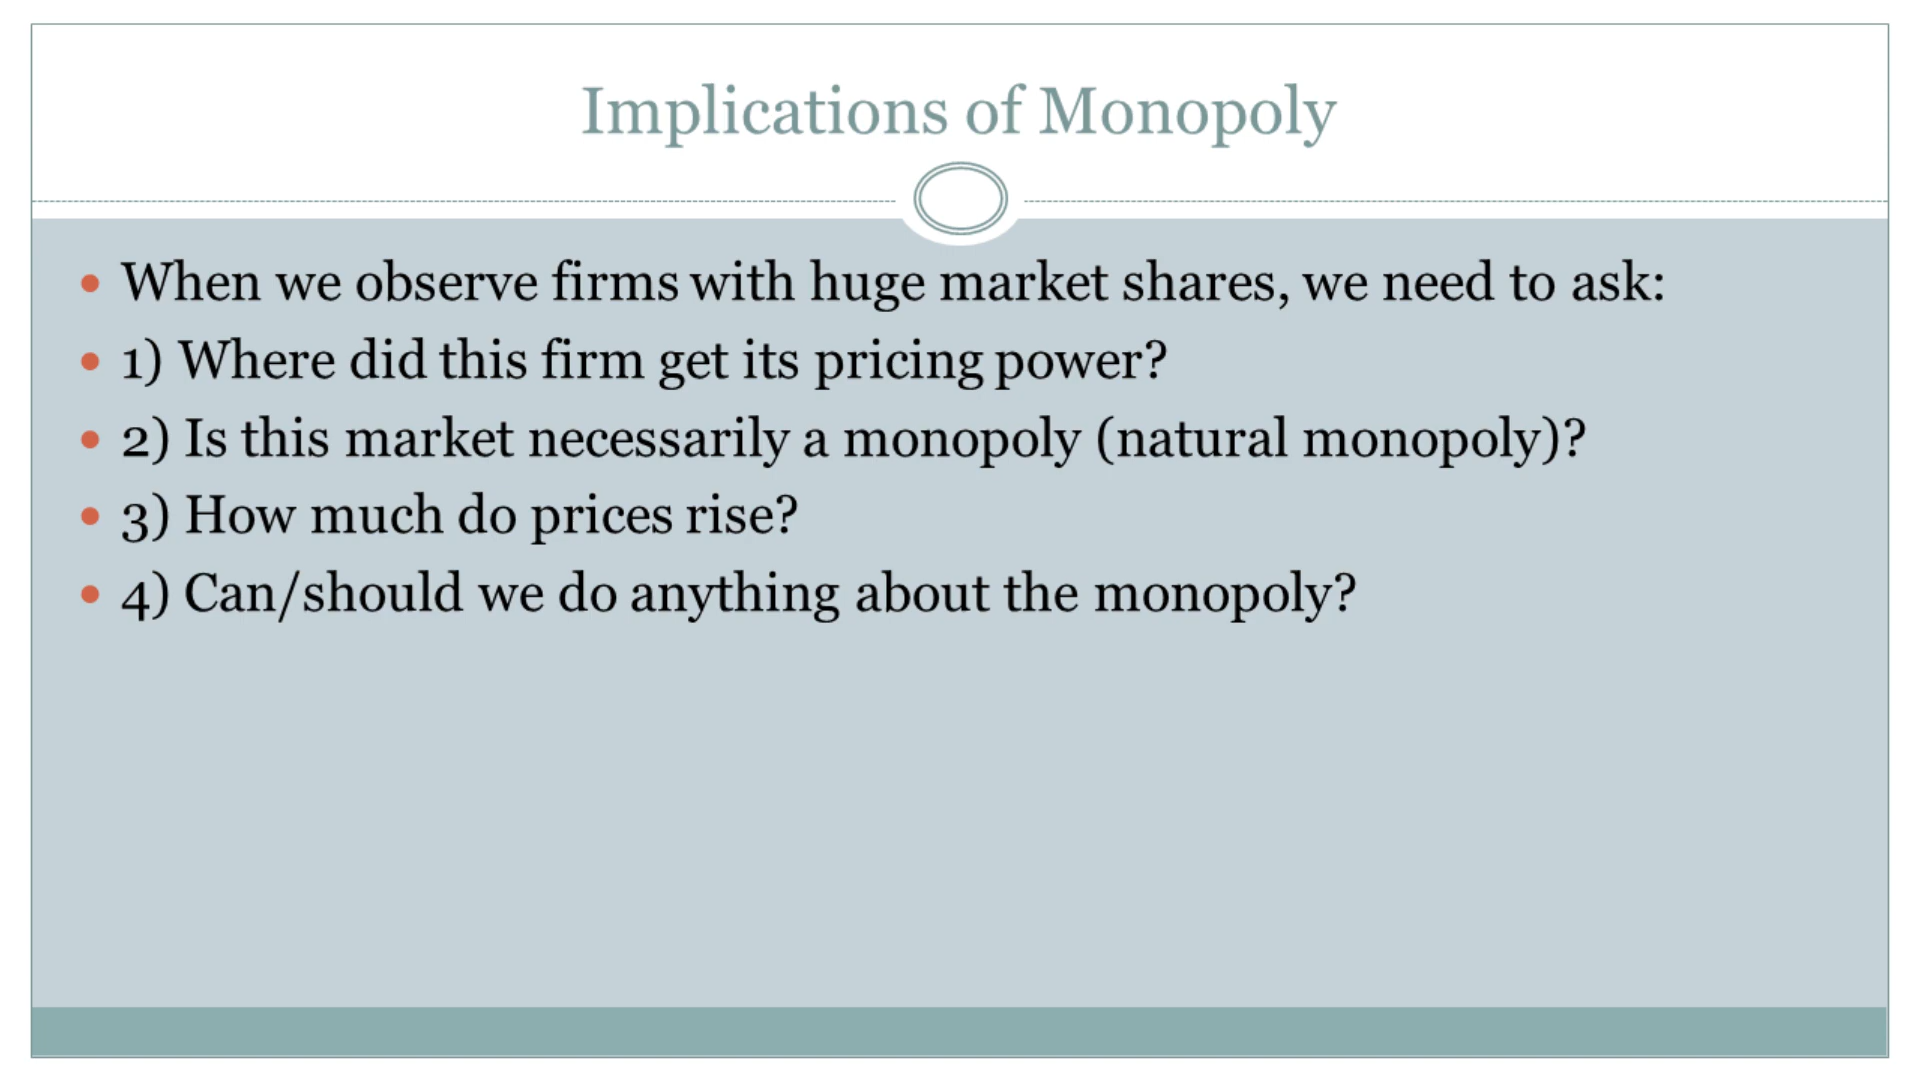 Implications of Monopoly
When we observe firms with huge market shares, we need to ask:
1) Where did this firm get its pricing power?
2) Is this market necessarily a monopoly (natural monopoly)?
3) How much do prices rise?
4) Can/should we do anything about the monopoly?